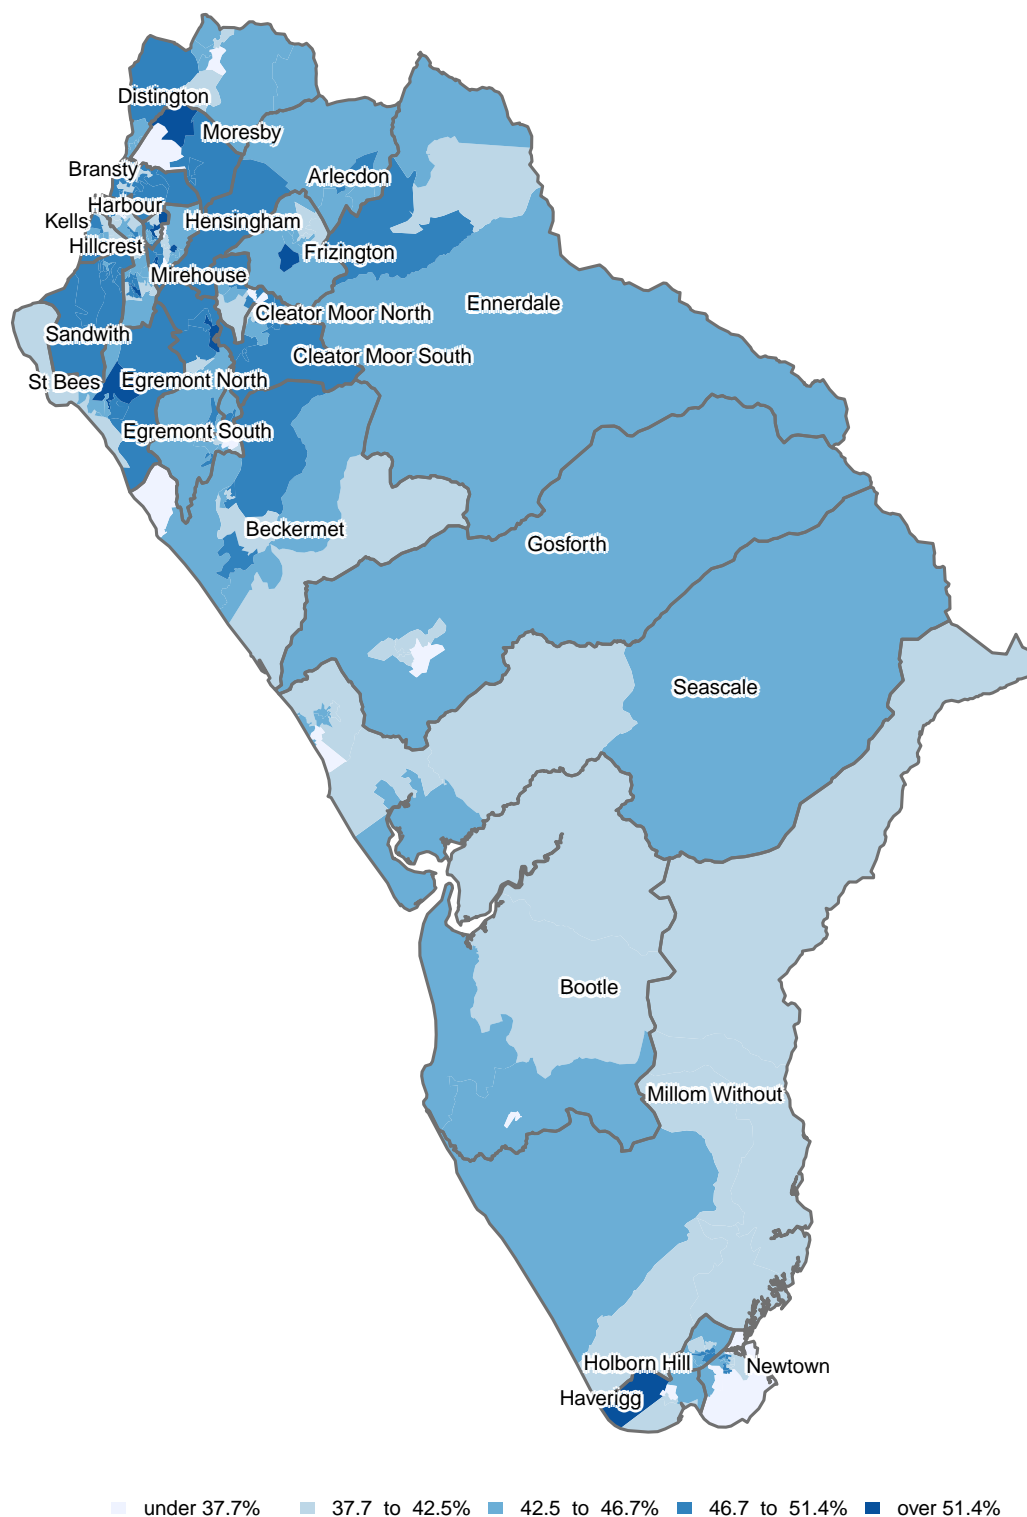 Distington
Moresby
Bransty
Arlecdon
Harbour
Kells
Hensingham
Hillcrest
Frizington
Mirehouse
Ennerdale
Cleator Moor North
Sandwith
Cleator Moor South
St Bees
Egremont North
Egremont South
Beckermet
Gosforth
Seascale
Bootle
Millom Without
Holborn Hill
Newtown
Haverigg
under 37.7% 37.7 to 42.5% 42.5 to 46.7% 46.7 to 51.4% over 51.4%